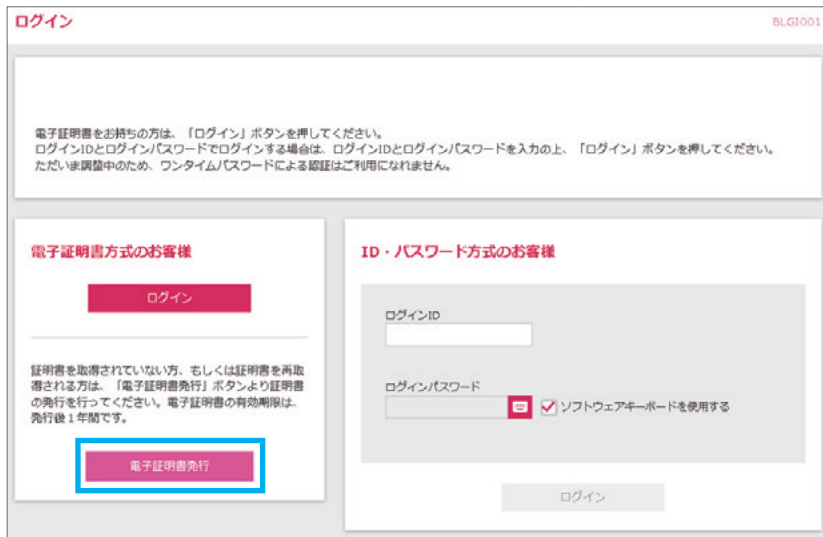 ログイン
BLGI001
電子証明書をお持ちの方は、「ログイン」ボタンを押してください。
ログインIDとログインパスワードでログインする場合は、ログインIDとログインパスワードを入力の上、「ログイン」ボタンを押してください。
ただいま調整中のため、ワンタイムパスワードによる認証はご利用になれません。
電子証明書方式のお客様
ログイン
証明書を取得されていない方、もしくは証明書を再取
得される方は、「電子証明書発行」ボタンより証明書
の発行を行ってください。電子証明書の有効期限は、
発行後1年間です。
電子証明書発行
ID・パスワード方式のお客様
ログインID
ログインパスワード
ソフトウェアキーボードを使用する
ログイン